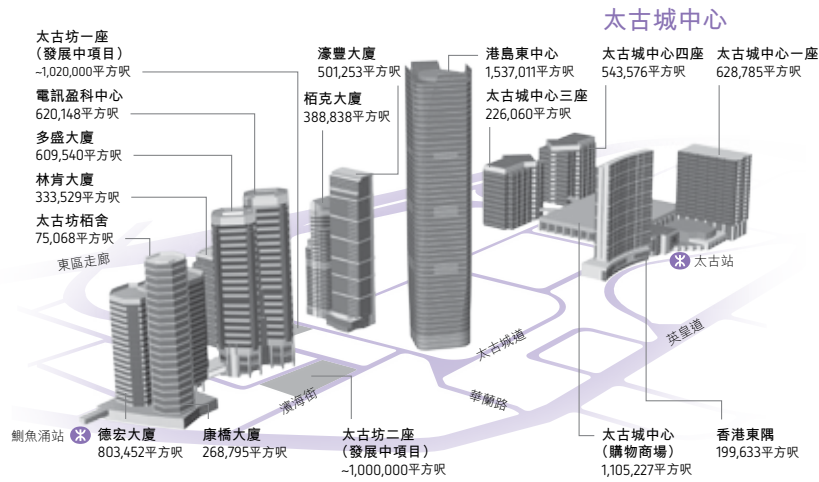 太古城中心
太古坊一座
（發展中項目）
~1,020,000平方呎
電訊盈科中心
620,148平方呎
多盛大廈
609,540平方呎
林肯大廈
333,529平方呎
太古坊栢舍
75,068平方呎
濠豐大廈
501,253平方呎
栢克大廈
388,838平方呎
港島東中心
1,537,011平方呎
太古城中心三座
226,060平方呎
太古城中心四座
543,576平方呎
太古城中心一座
628,785平方呎
東區走廊
太古站
太古城道
英皇道
華蘭路
濱海街
鰂魚涌站
德宏大廈
803,452平方呎
康橋大廈
268,795平方呎
太古坊二座
（發展中項目）
~1,000,000平方呎
太古城中心
（購物商場）
1,105,227平方呎
香港東隅
199,633平方呎